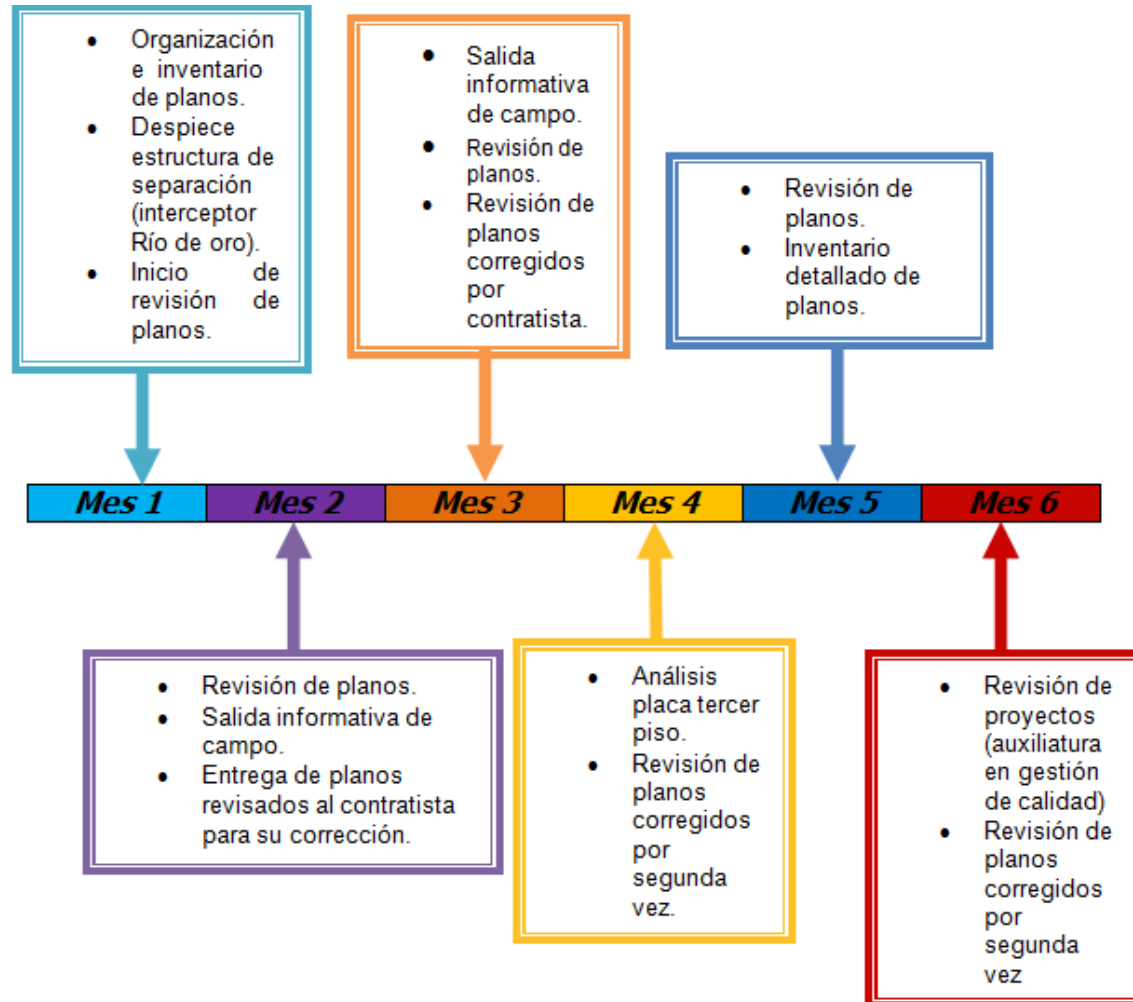 • Organización
e inventario
de planos.
• Despiece
estructura de
separación
(interceptor
Río de oro).
• Inicio de
revisión de
planos.
• Salida
informativa
de campo.
• Revisión de
planos.
• Revisión de
planos
corregidos
por
contratista.
• Revisión de
planos.
• Inventario
detallado de
planos.
Mes 1
Mes 2
Mes 3
Mes 4
Mes 5
Mes 6
• Revisión de planos.
• Salida informativa de
campo.
• Entrega de planos
revisados al contratista
para su corrección.
• Análisis
placa tercer
piso.
• Revisión de
planos
corregidos
por
segunda
vez.
• Revisión de
proyectos
(auxiliatura
en gestión
de calidad)
• Revisión de
planos
corregidos
por
segunda
vez